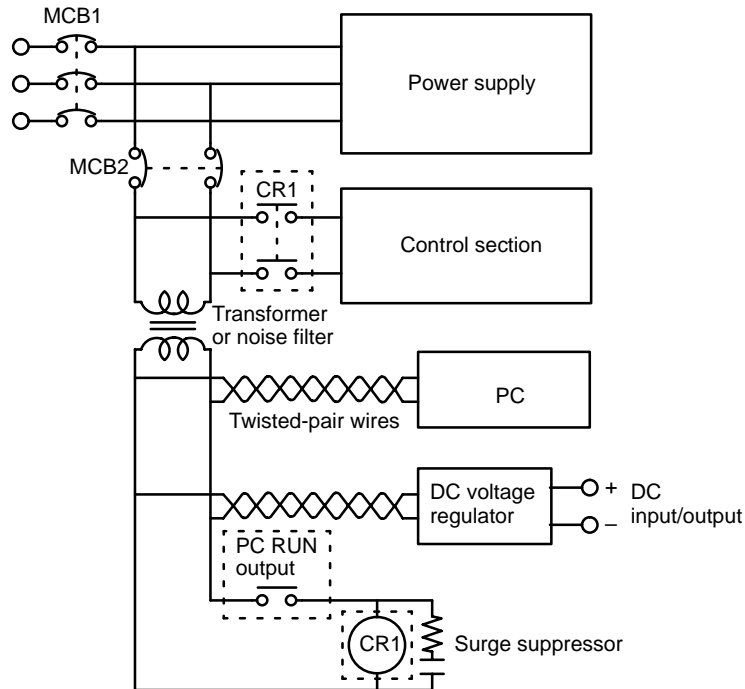 MCB1
Power supply
MCB2
CR1
Control section
Transformer
or noise filter
PC
Twisted-pair wires
DC voltage
regulator
+
–
DC
input/output
PC RUN
output
CR1
Surge suppressor